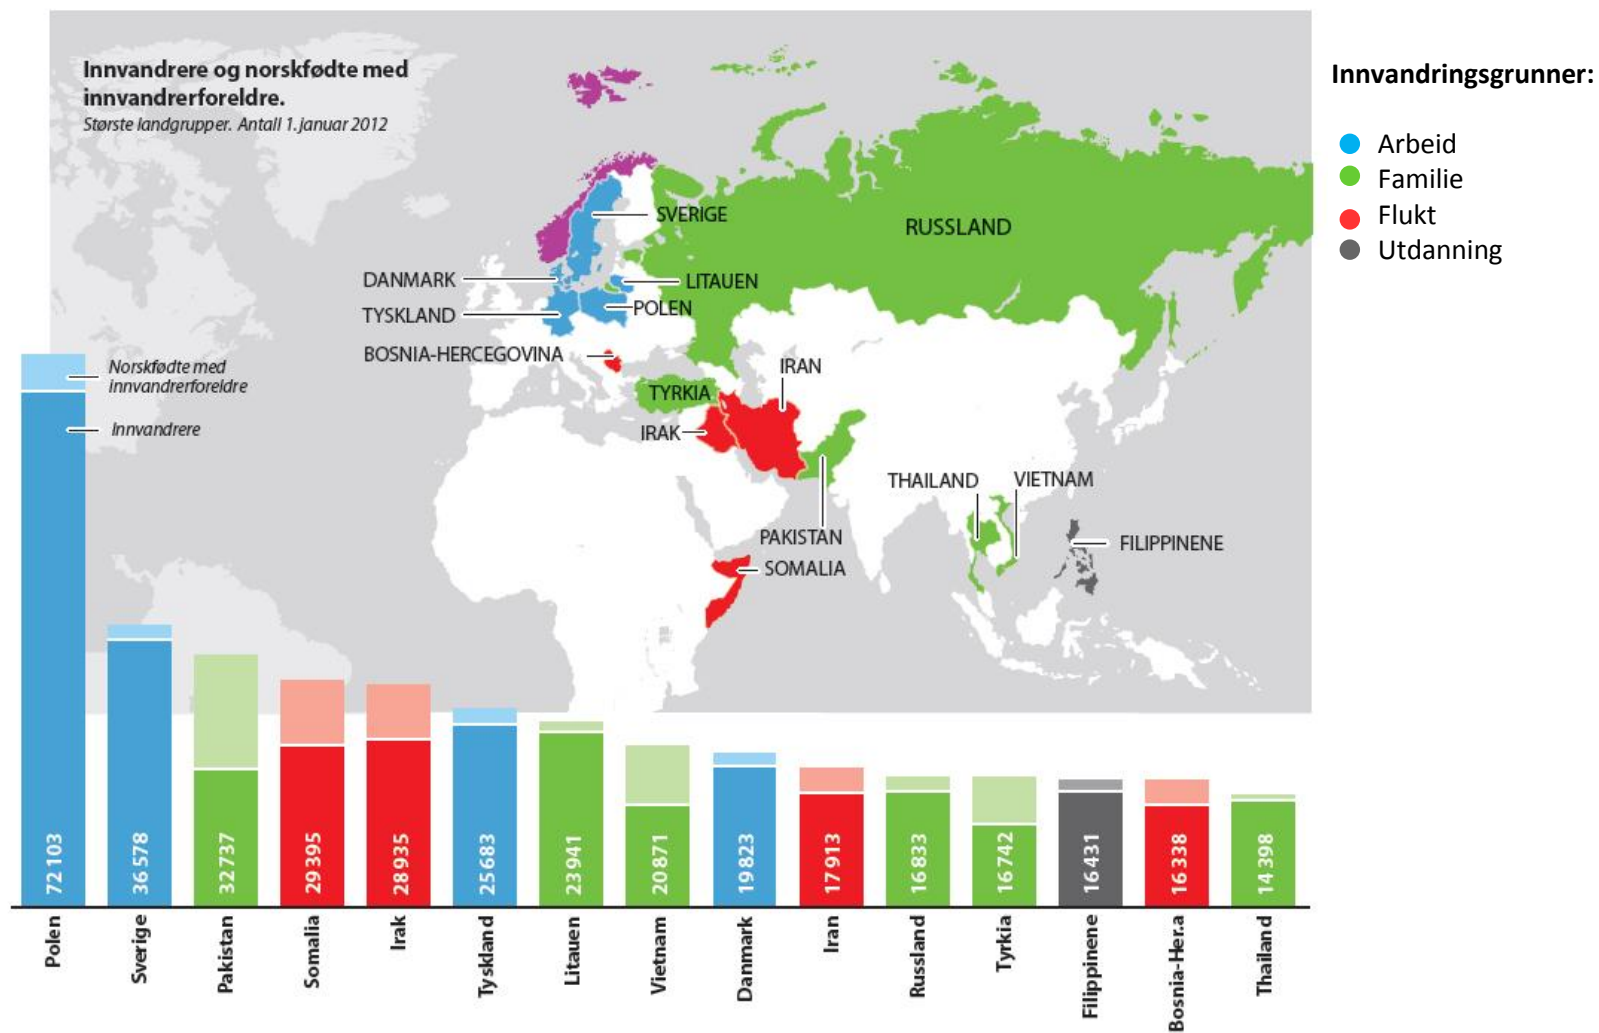 Innvandrere og norskfødte med
innvandrerforeldre.
Største landgrupper. Antall 1.januar 2012
Innvandringsgrunner:
Arbeid
Familie
Flukt
Utdanning
SVERIGE
RUSSLAND
DANMARK
LITAUEN
TYSKLAND
POLEN
BOSNIA-HERCEGOVINA
IRAN
TYRKIA
IRAK
THAILAND
VIETNAM
PAKISTAN
FILIPPINENE
SOMALIA
Norskfødte med
innvandrerforeldre
Innvandrere
72 103
36 578
32 737
29 395
28 935
25 683
23 941
20 871
19 823
17 913
16 833
16 742
16 431
16 338
14 398
Polen
Sverige
Pakistan
Somalia
Irak
Tyskland
Litauen
Vietnam
Danmark
Iran
Russland
Tyrkia
Filippinene
Bosnia-Her.a
Thailand